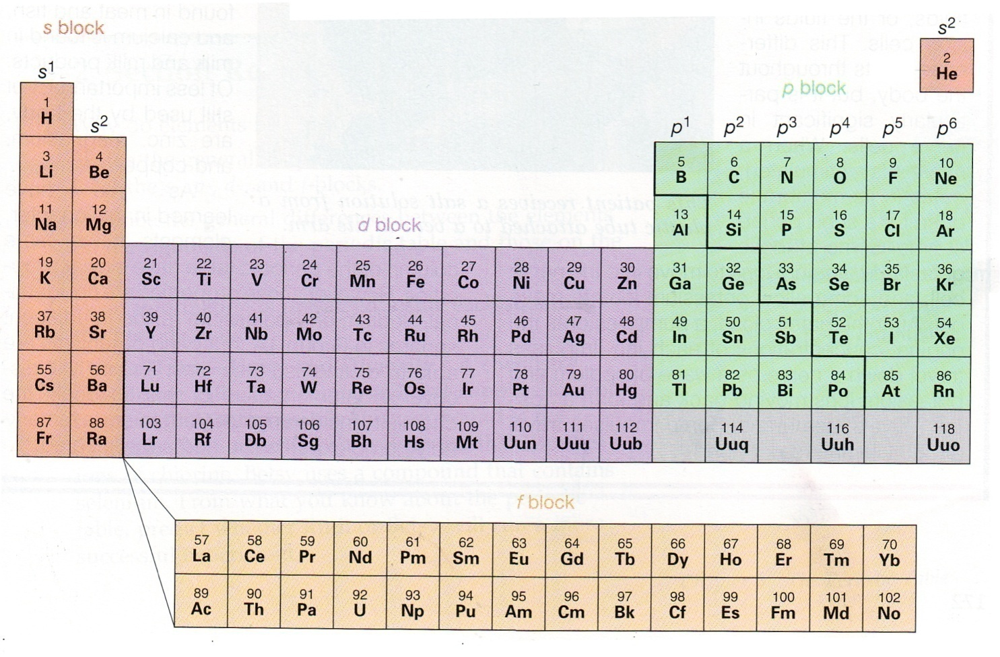 s block
s²
2
He
s¹
p block
1
H
s²
p¹ p² p³ p⁴ p⁵ p⁶
3 4 5 6 7 8 9 10
Li Be B C N O F Ne
11 12 13 14 15 16 17 18
Na Mg Al Si P S Cl Ar
d block
19 20 21 22 23 24 25 26 27 28 29 30 31 32 33 34 35 36
K Ca Sc Ti V Cr Mn Fe Co Ni Cu Zn Ga Ge As Se Br Kr
37 38 39 40 41 42 43 44 45 46 47 48 49 50 51 52 53 54
Rb Sr Y Zr Nb Mo Tc Ru Rh Pd Ag Cd In Sn Sb Te I Xe
55 56 71 72 73 74 75 76 77 78 79 80 81 82 83 84 85 86
Cs Ba Lu Hf Ta W Re Os Ir Pt Au Hg Tl Pb Bi Po At Rn
87 88 103 104 105 106 107 108 109 110 111 112 114 116 118
Fr Ra Lr Rf Db Sg Bh Hs Mt Uun Uuu Uub Uuq Uuh Uuo
f block
57 58 59 60 61 62 63 64 65 66 67 68 69 70
La Ce Pr Nd Pm Sm Eu Gd Tb Dy Ho Er Tm Yb
89 90 91 92 93 94 95 96 97 98 99 100 101 102
Ac Th Pa U Np Pu Am Cm Bk Cf Es Fm Md No